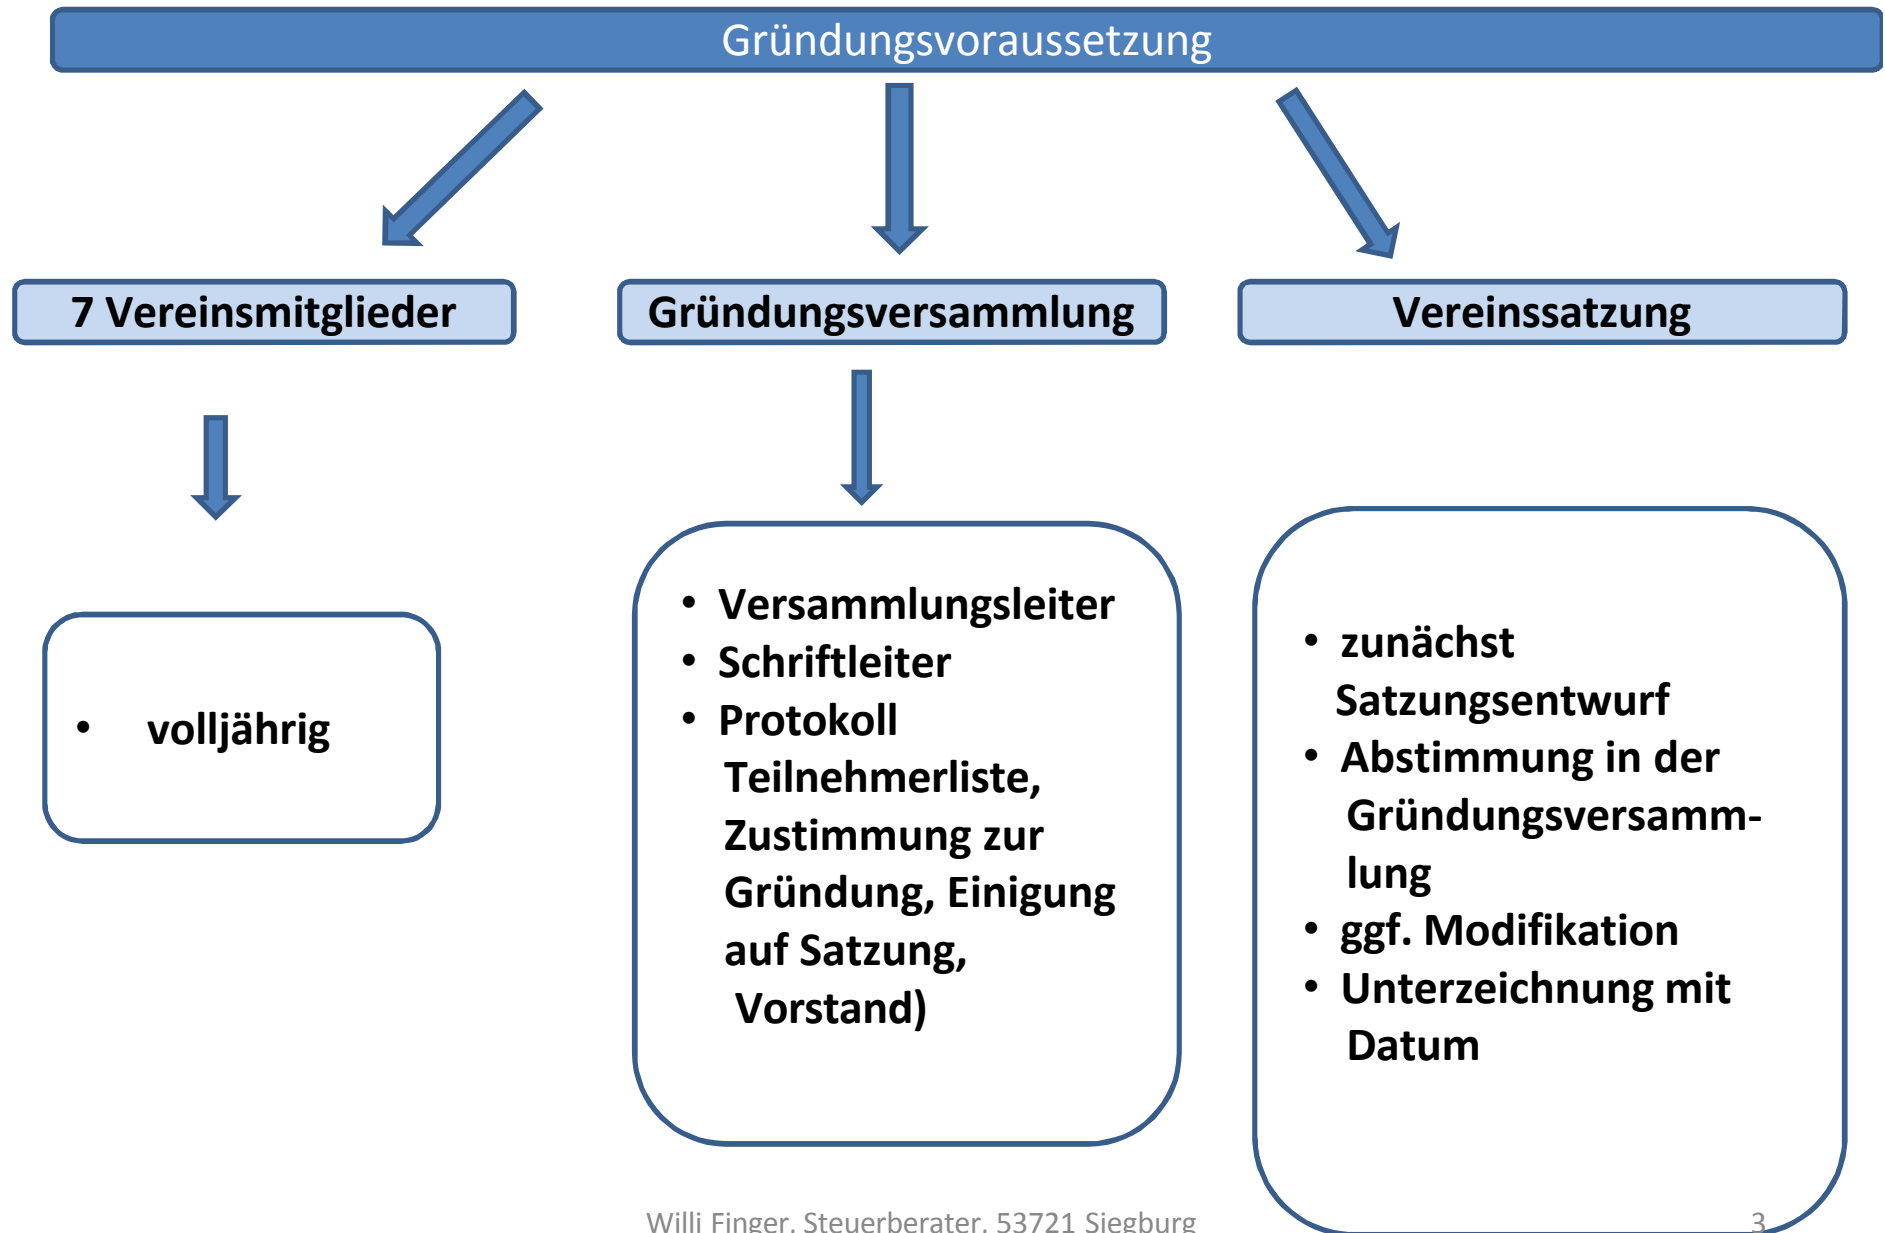 Gründungsvoraussetzung
7 Vereinsmitglieder
• volljährig
Gründungsversammlung
• Versammlungsleiter
• Schriftleiter
• Protokoll
Teilnehmerliste,
Zustimmung zur
Gründung, Einigung
auf Satzung,
Vorstand)
Vereinssatzung
• zunächst
Satzungsentwurf
• Abstimmung in der
Gründungsversamm-
lung
• ggf. Modifikation
• Unterzeichnung mit
Datum
Willi Finger, Steuerberater, 53721 Siegburg
3